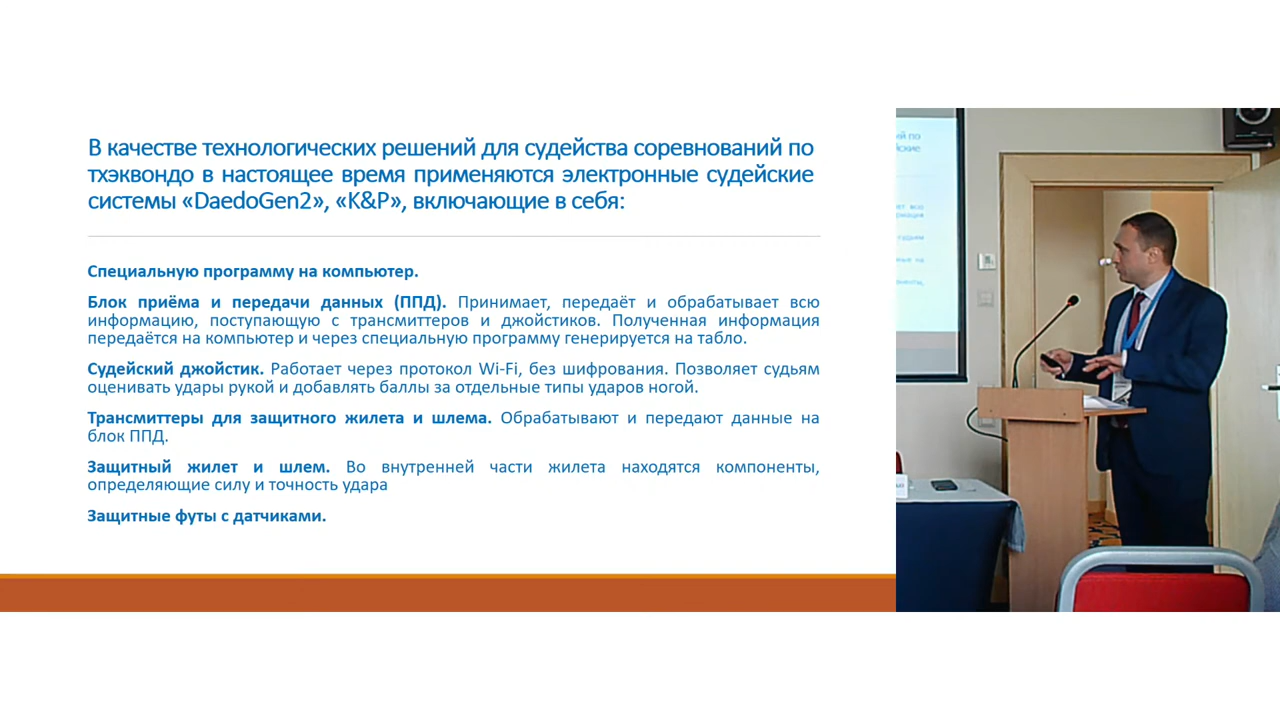 В качестве технологических решений для судейства соревнований по
тхэквондо в настоящее время применяются электронные судейские
системы «DaedoGen2», «K&P», включающие в себя:
Специальную программу на компьютер.
Блок приёма и передачи данных (ППД). Принимает, передаёт и обрабатывает всю
информацию, поступающую с трансмиттеров и джойстиков. Полученная информация
передаётся на компьютер и через специальную программу генерируется на табло.
Судейский джойстик. Работает через протокол Wi-Fi, без шифрования. Позволяет судьям
оценивать удары рукой и добавлять баллы за отдельные типы ударов ногой.
Трансмиттеры для защитного жилета и шлема. Обрабатывают и передают данные на
блок ППД.
Защитный жилет и шлем. Во внутренней части жилета находятся компоненты,
определяющие силу и точность удара
Защитные футы с датчиками.